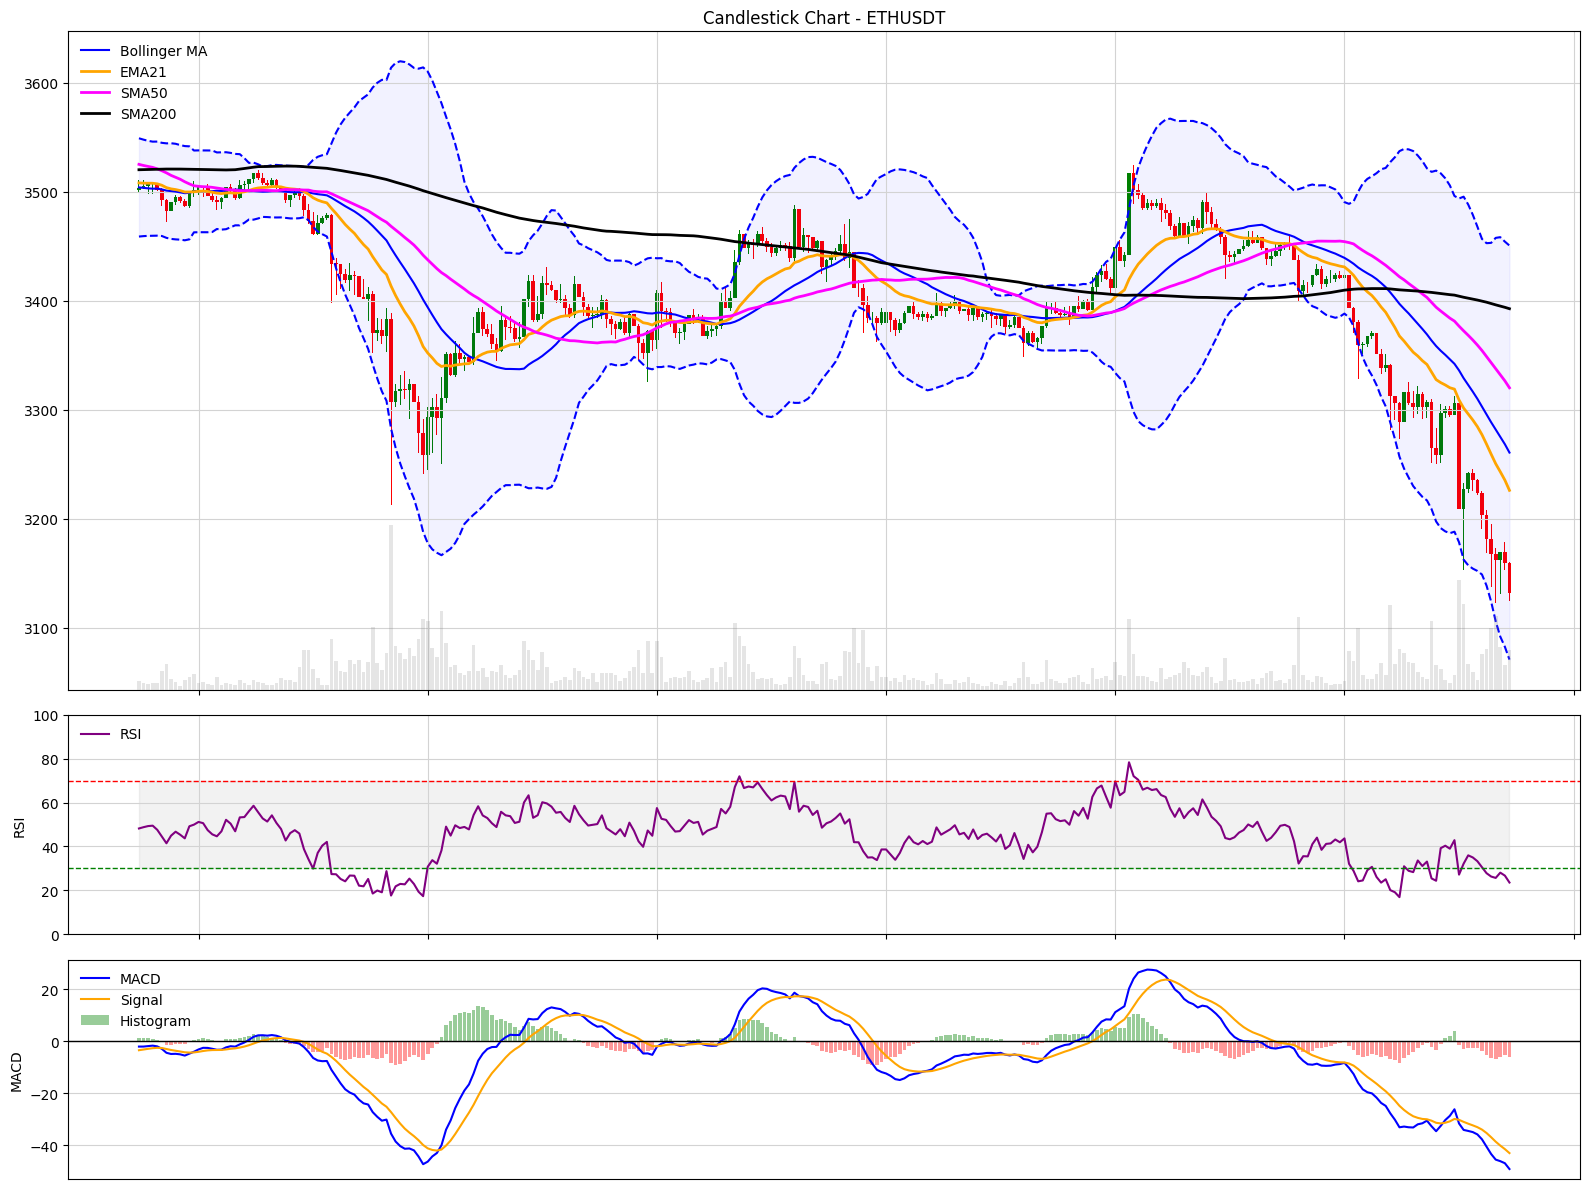 Candlestick Chart - ETHUSDT
Bollinger MA
EMA21
SMA50
SMA200
3600
3500
3400
3300
3200
3100
RSI
100
80
60
40
20
0
RSI
MACD
Signal
Histogram
20
0
−20
−40
MACD